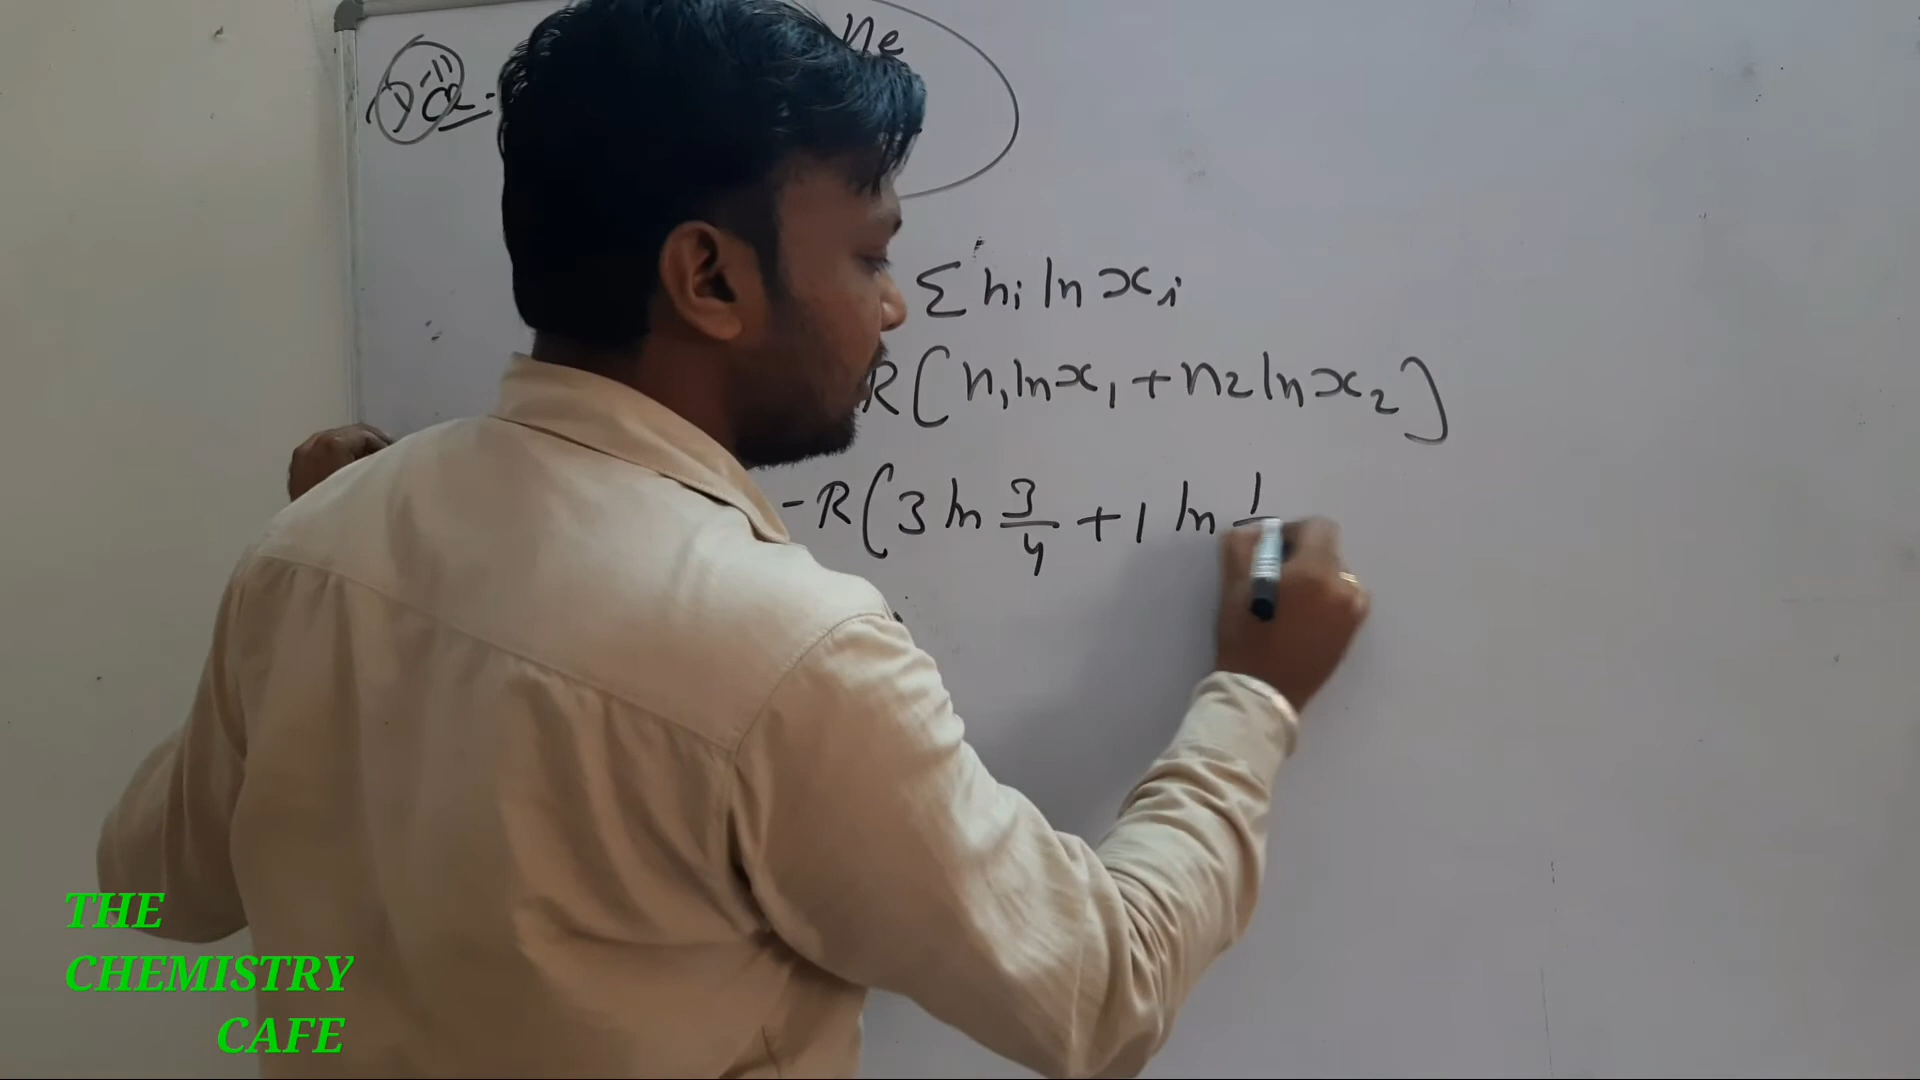 Ne
Σ ni ln xi
R(n1 ln x1 + n2 ln x2)
-R(3 ln 3/4 + 1 ln 1
THE
CHEMISTRY
CAFE